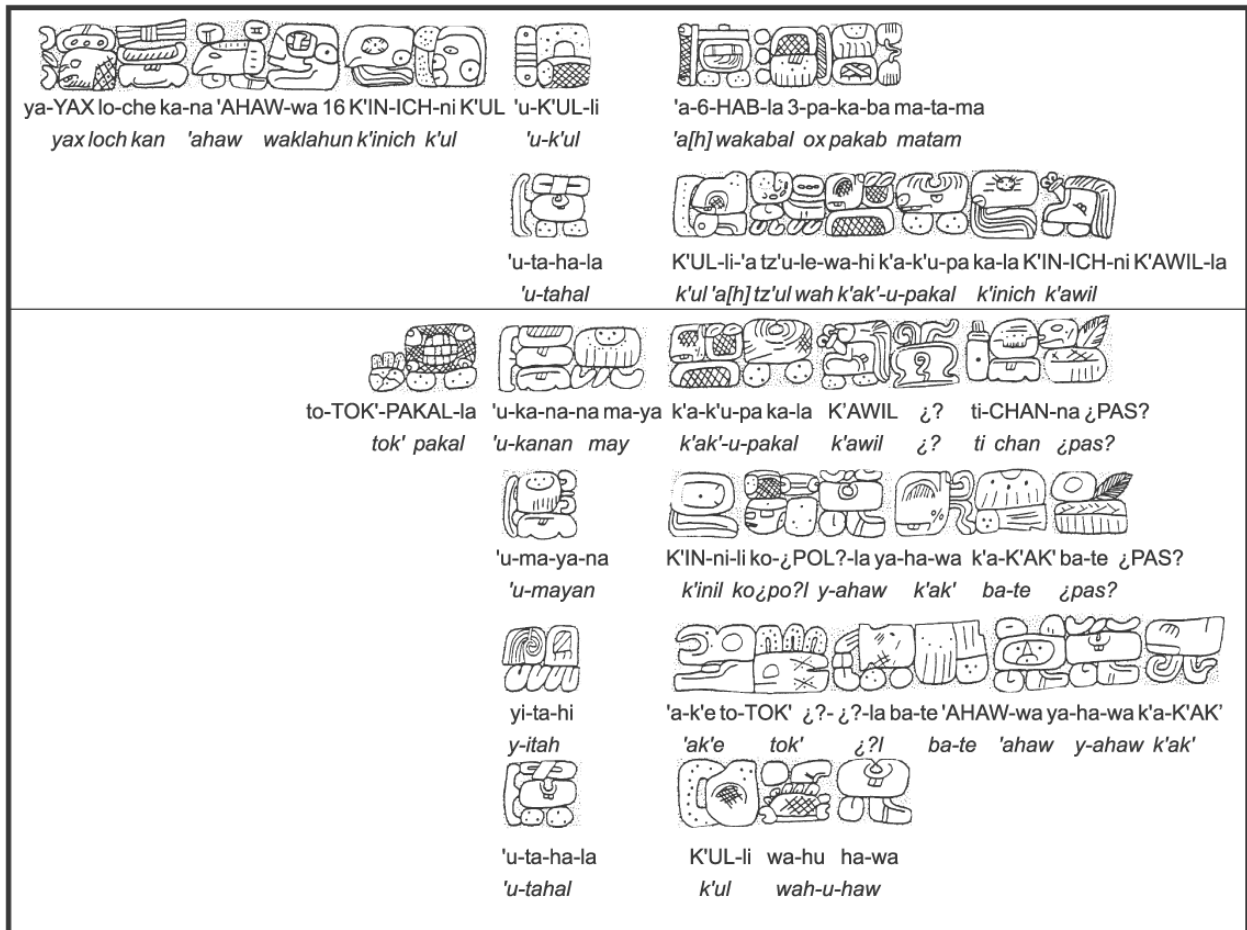 ya-YAX lo-che ka-na 'AHAW-wa 16 K'IN-ICH-ni K'UL 'u-K'UL-li 'a-6-HAB-la 3-pa-ka-ba ma-ta-ma
yax loch kan 'ahaw waklahun k'inich k'ul 'u-k'ul 'a[h] wakabal ox pakab matam
'u-ta-ha-la K'UL-li-'a tz'u-le-wa-hi k'a-k'u-pa ka-la K'IN-ICH-ni K'AWIL-la
'u-tahal k'ul 'a[h] tz'ul wah k'ak'-u-pakal k'inich k'awil
to-TOK'-PAKAL-la 'u-ka-na-na ma-ya k'a-k'u-pa ka-la K'AWIL ¿? ti-CHAN-na ¿PAS?
tok' pakal 'u-kanan may k'ak'-u-pakal k'awil ¿? ti chan ¿pas?
'u-ma-ya-na K'IN-ni-li ko-¿POL?-la ya-ha-wa k'a-K'AK' ba-te ¿PAS?
'u-mayan k'inil ko¿po?l y-ahaw k'ak' ba-te ¿pas?
yi-ta-hi 'a-k'e to-TOK' ¿?- ¿?-la ba-te 'AHAW-wa ya-ha-wa k'a-K'AK'
y-itah 'ak'e tok' ¿?l ba-te 'ahaw y-ahaw k'ak'
'u-ta-ha-la K'UL-li wa-hu ha-wa
'u-tahal k'ul wah-u-haw